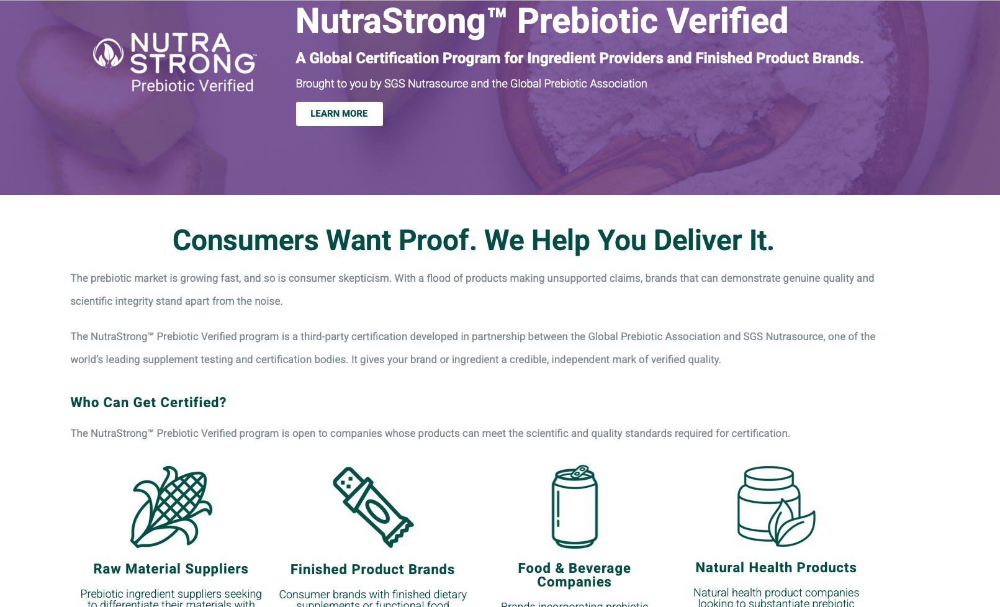 NUTRA
STRONG™
Prebiotic Verified
NutraStrong™ Prebiotic Verified
A Global Certification Program for Ingredient Providers and Finished Product Brands.
Brought to you by SGS Nutrasource and the Global Prebiotic Association
LEARN MORE
Consumers Want Proof. We Help You Deliver It.
The prebiotic market is growing fast, and so is consumer skepticism. With a flood of products making unsupported claims, brands that can demonstrate genuine quality and
scientific integrity stand apart from the noise.
The NutraStrong™ Prebiotic Verified program is a third-party certification developed in partnership between the Global Prebiotic Association and SGS Nutrasource, one of the
world’s leading supplement testing and certification bodies. It gives your brand or ingredient a credible, independent mark of verified quality.
Who Can Get Certified?
The NutraStrong™ Prebiotic Verified program is open to companies whose products can meet the scientific and quality standards required for certification.
Raw Material Suppliers
Prebiotic ingredient suppliers seeking
to differentiate their materials with
Finished Product Brands
Consumer brands with finished dietary
supplements or functional food
Food & Beverage
Companies
Brands incorporating prebiotic
Natural Health Products
Natural health product companies
looking to substantiate prebiotic